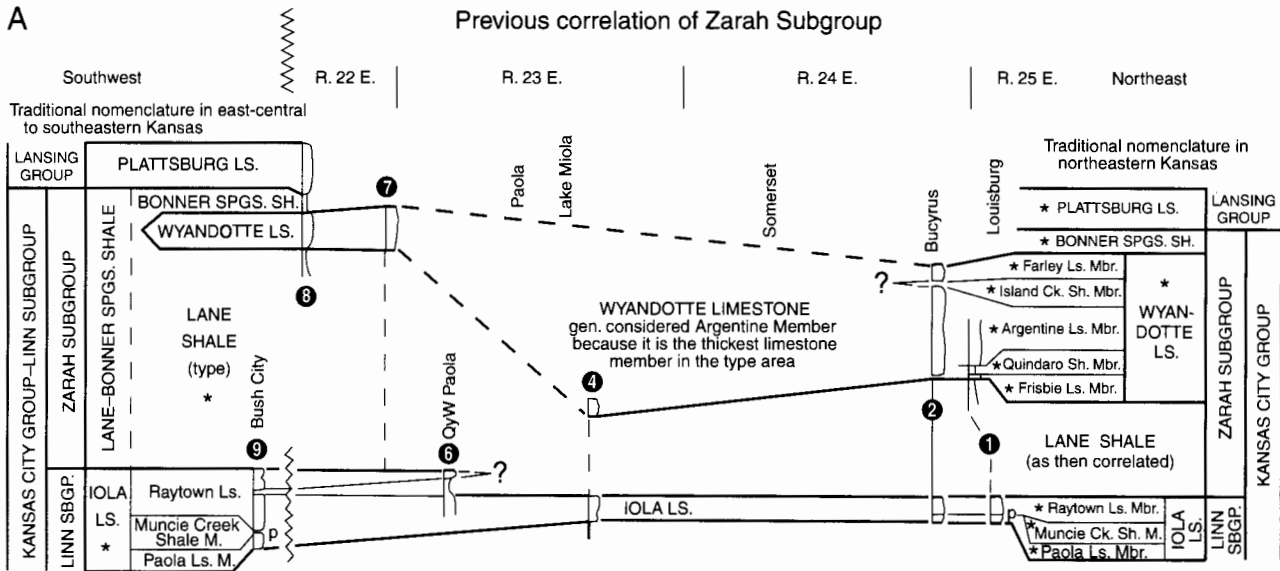 A
Previous correlation of Zarah Subgroup
Southwest
R. 22 E.
R. 23 E.
R. 24 E.
R. 25 E.
Northeast
Traditional nomenclature in east-central
to southeastern Kansas
Traditional nomenclature in
northeastern Kansas
LANSING
GROUP
PLATTSBURG LS.
BONNER SPGS. SH.
WYANDOTTE LS.
KANSAS CITY GROUP–LINN SUBGROUP
ZARAH SUBGROUP
LANE–BONNER SPGS. SHALE
LANE
SHALE
(type)
*
LINN SBGP.
IOLA
LS.
*
Raytown Ls.
Muncie Creek
Shale M.
Paola Ls. M.
p
Bush City
9
8
7
QyW Paola
6
?
Paola
Lake Miola
4
Somerset
Bucyrus
Louisburg
?
WYANDOTTE LIMESTONE
gen. considered Argentine Member
because it is the thickest limestone
member in the type area
2
1
IOLA LS.
* PLATTSBURG LS.
LANSING
GROUP
* BONNER SPGS. SH.
* Farley Ls. Mbr.
* Island Ck. Sh. Mbr.
* Argentine Ls. Mbr.
* Quindaro Sh. Mbr.
* Frisbie Ls. Mbr.
*
WYAN-
DOTTE
LS.
ZARAH SUBGROUP
KANSAS CITY GROUP
LANE SHALE
(as then correlated)
p
* Raytown Ls. Mbr.
* Muncie Ck. Sh. M.
* Paola Ls. Mbr.
IOLA
LS.
LINN
SBGP.